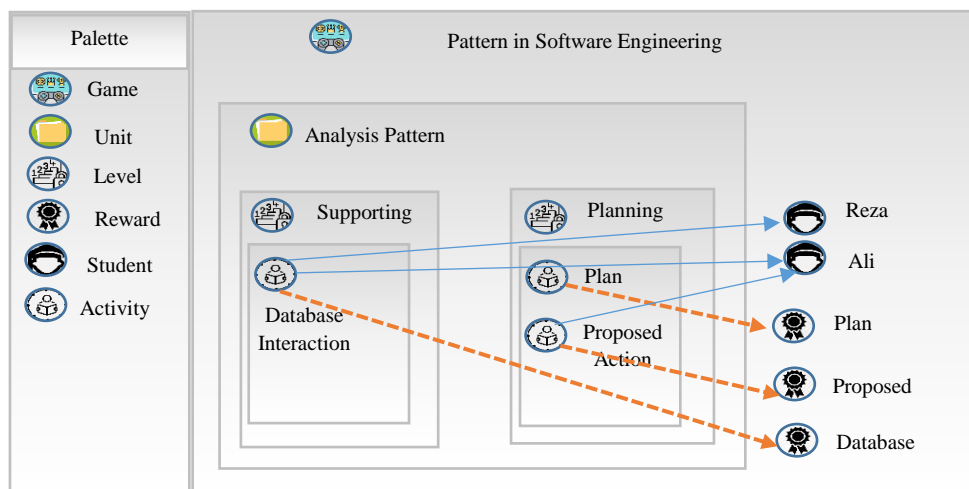 Palette
Game
Unit
Level
Reward
Student
Activity
Pattern in Software Engineering
Analysis Pattern
Supporting
Database
Interaction
Planning
Plan
Proposed
Action
Reza
Ali
Plan
Proposed
Database